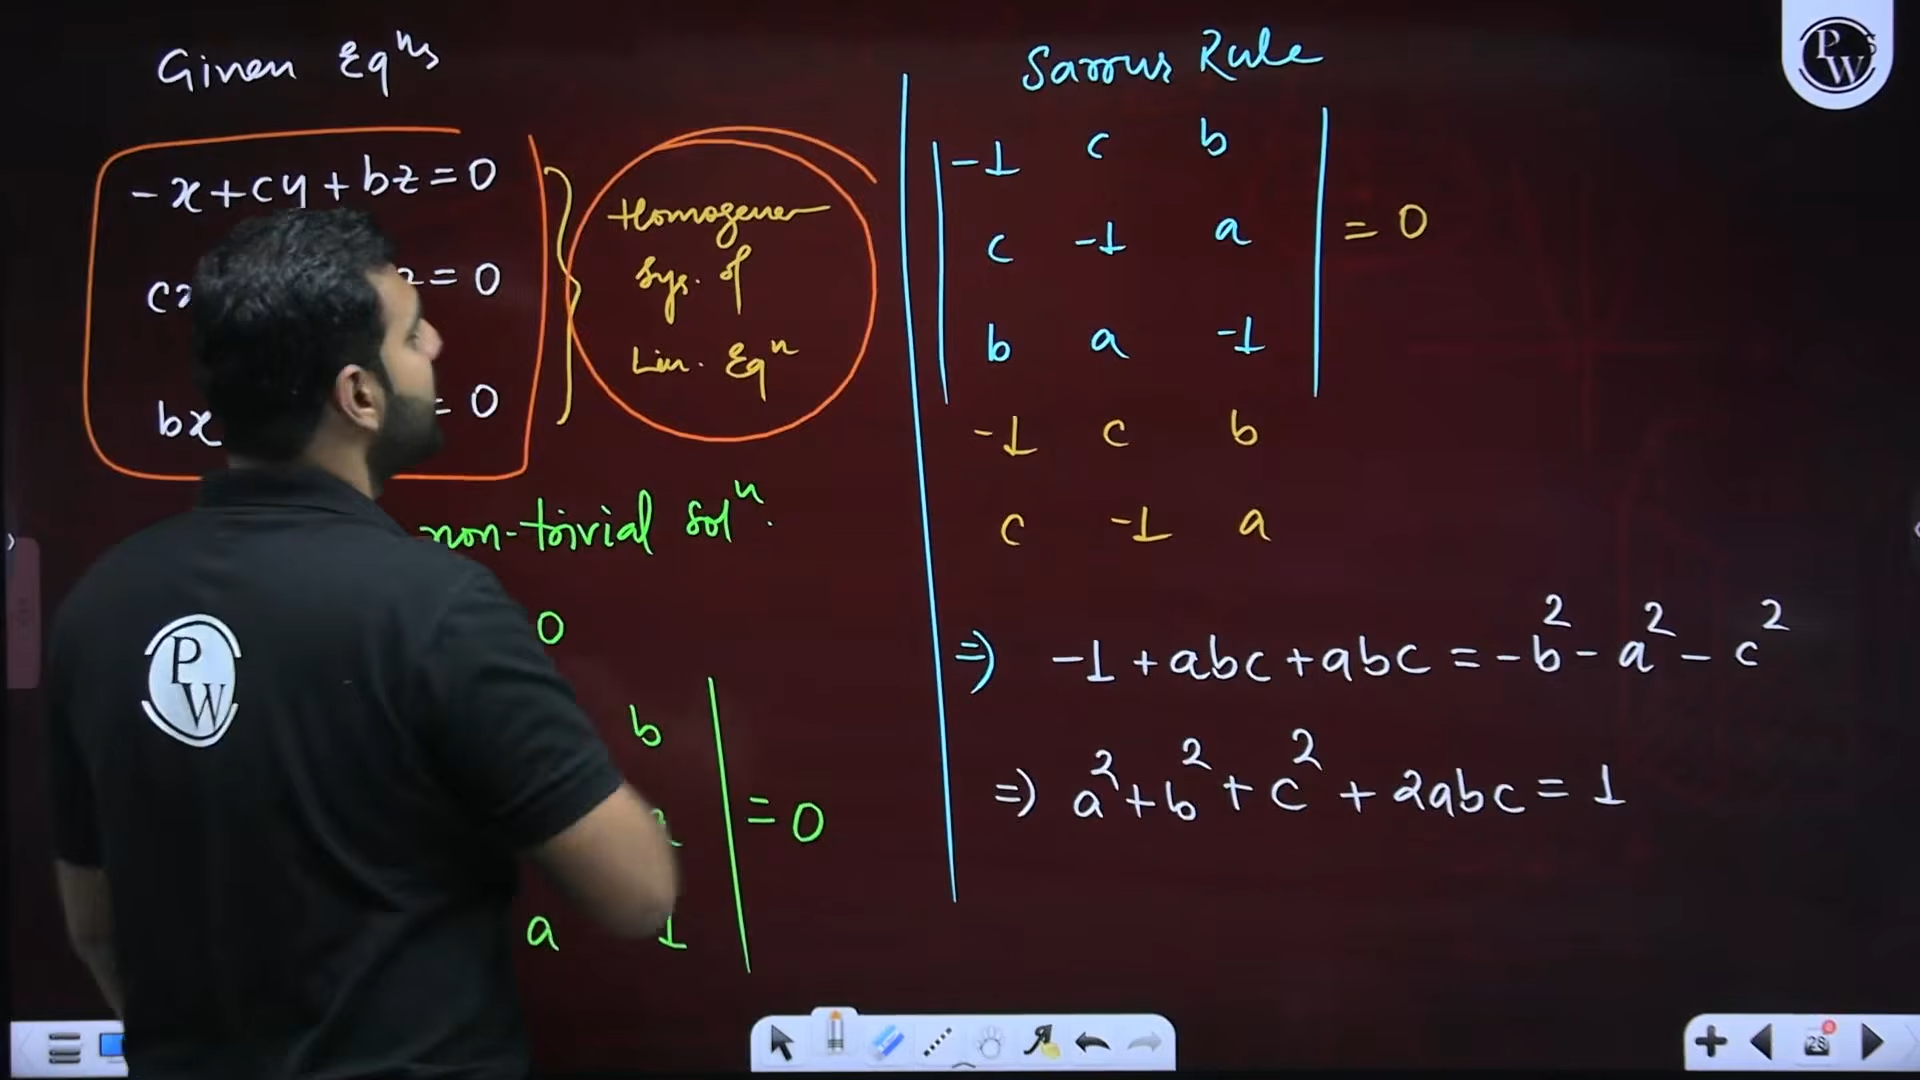 Given Eqⁿs
-x+cy+bz=0
z=0
bx = 0
Homogener
Sys. of
Lin. Eqⁿ
non-trivial Solⁿ.
0
b
= 0
a 1
Sarrus Rule
-1 c b
c -1 a = 0
b a -1
-1 c b
c -1 a
⇒) -1+abc+abc=-b²-a²-c²
⇒) a²+b²+c²+2abc=1
PW
PW
28